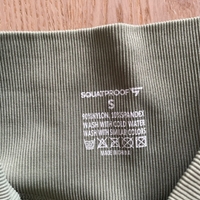 SQUATPROOF
S
90%NYLON, 10%SPANDEX
WASH WITH COLD WATER
WASH WITH SIMILAR COLORS
MADE IN CHINA